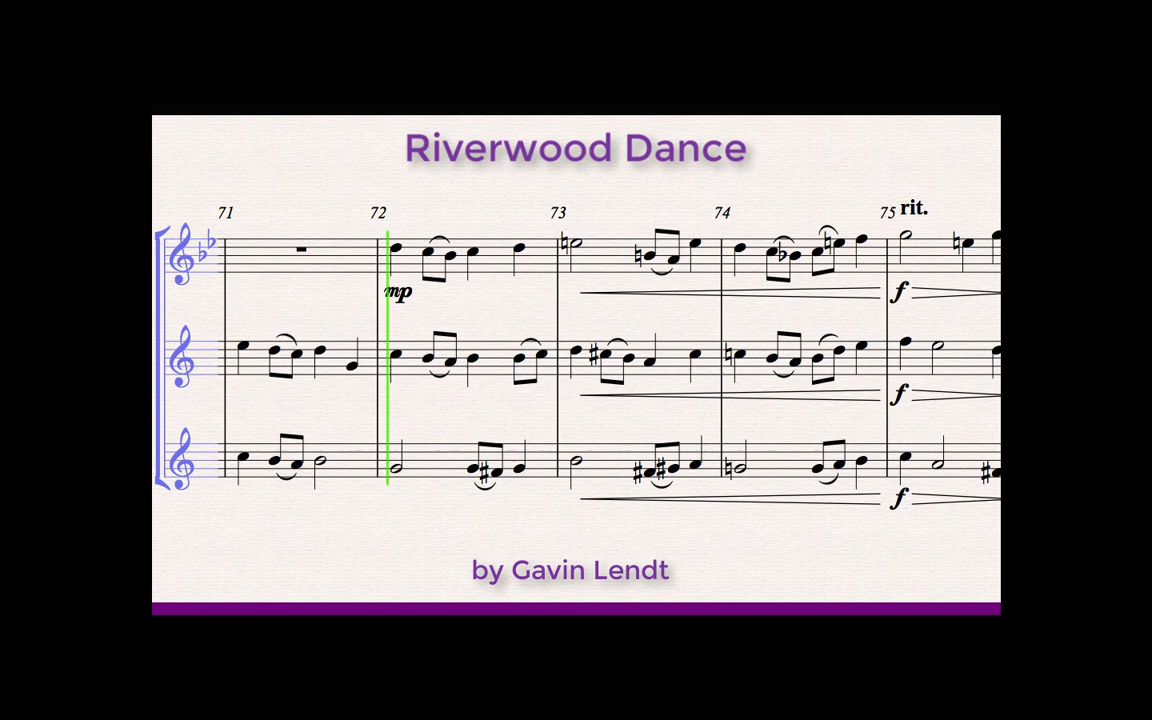 Riverwood Dance
71 72 73 74 75 rit.
mp f
f
f
by Gavin Lendt